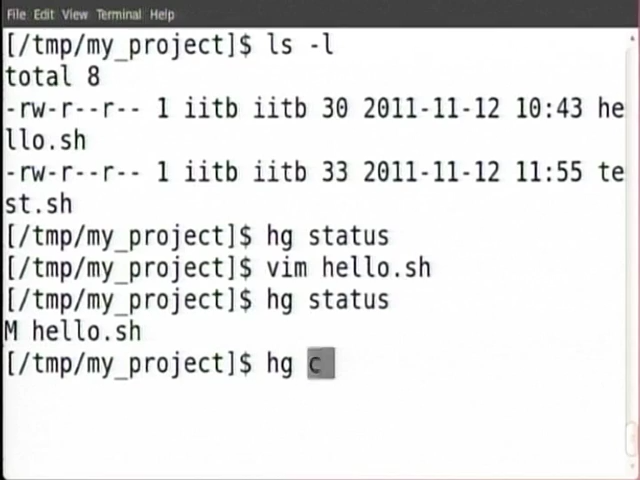 File Edit View Terminal Help
[/tmp/my_project]$ ls -l
total 8
-rw-r--r-- 1 iitb iitb 30 2011-11-12 10:43 he
llo.sh
-rw-r--r-- 1 iitb iitb 33 2011-11-12 11:55 te
st.sh
[/tmp/my_project]$ hg status
[/tmp/my_project]$ vim hello.sh
[/tmp/my_project]$ hg status
M hello.sh
[/tmp/my_project]$ hg c